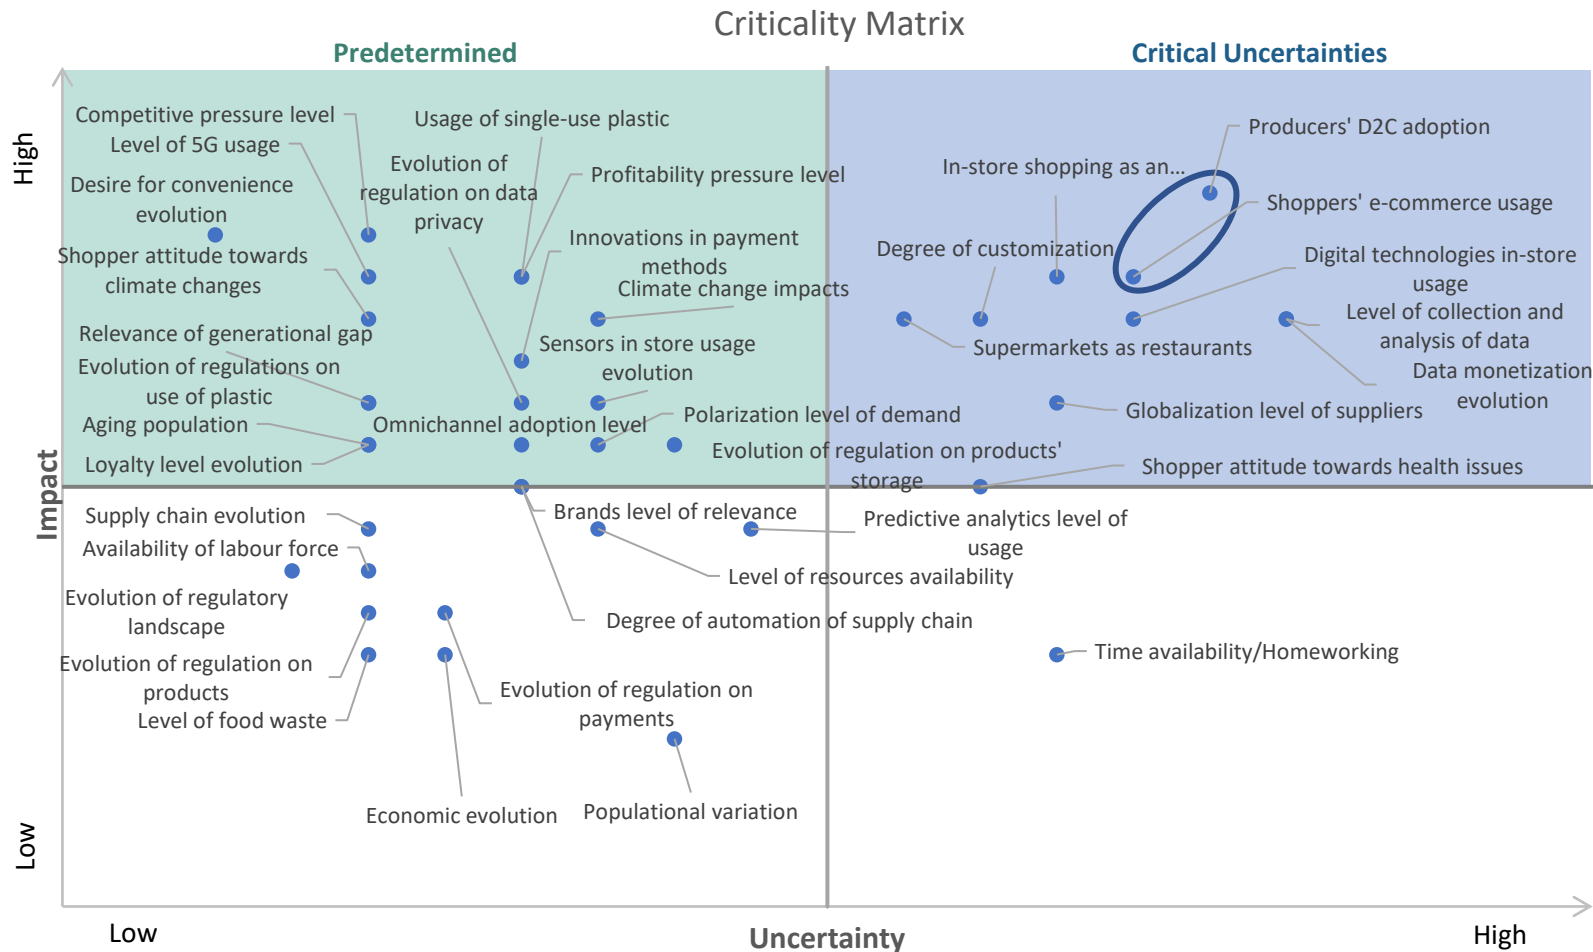 Criticality Matrix
Predetermined
Critical Uncertainties
High
Competitive pressure level
Level of 5G usage
Desire for convenience
evolution
Shopper attitude towards
climate changes
Relevance of generational gap
Evolution of regulations on
use of plastic
Aging population
Loyalty level evolution
Usage of single-use plastic
Evolution of
regulation on data
privacy
Profitability pressure level
Innovations in payment
methods
Climate change impacts
Sensors in store usage
evolution
Omnichannel adoption level
Polarization level of demand
Evolution of regulation on products'
storage
Producers' D2C adoption
In-store shopping as an...
Shoppers' e-commerce usage
Degree of customization
Digital technologies in-store
usage
Level of collection and
analysis of data
Supermarkets as restaurants
Data monetization
evolution
Globalization level of suppliers
Shopper attitude towards health issues
Impact
Supply chain evolution
Availability of labour force
Evolution of regulatory
landscape
Evolution of regulation on
products
Level of food waste
Brands level of relevance
Predictive analytics level of
usage
Level of resources availability
Degree of automation of supply chain
Time availability/Homeworking
Evolution of regulation on
payments
Economic evolution
Populational variation
Low
Low
Uncertainty
High